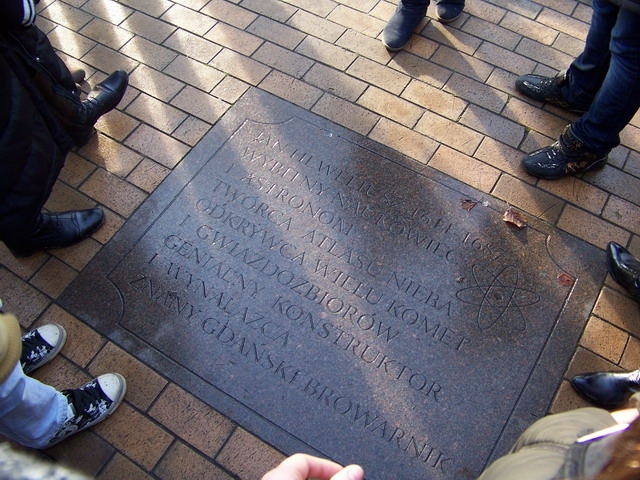 JAN HEWELIUSZ 1611-1687
WYBITNY NAUKOWIEC
ASTRONOM
TWÓRCA ATLASU NIEBA
ODKRYWCA WIELU KOMET
I GWIAZDOZBIORÓW
GENIALNY KONSTRUKTOR
I WYNALAZCA
ZNANY GDAŃSKI BROWARNIK